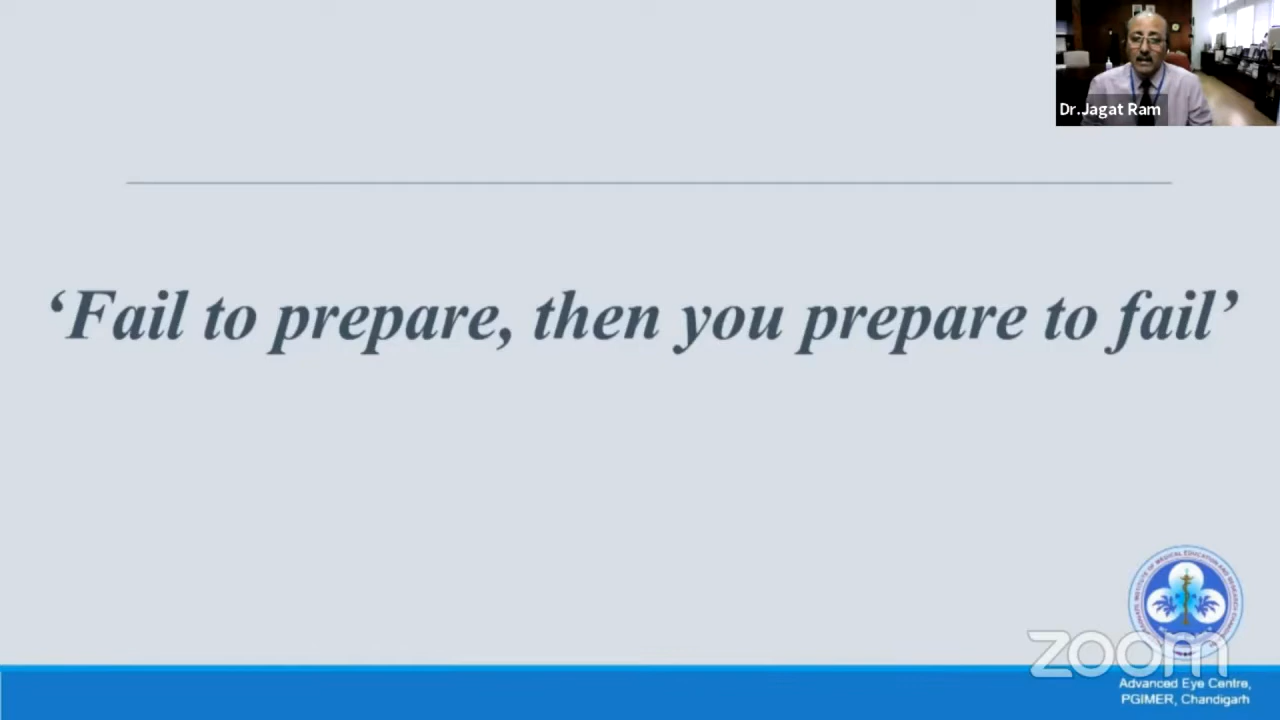 Dr.Jagat Ram
‘Fail to prepare, then you prepare to fail’
zoom
Advanced Eye Centre,
PGIMER, Chandigarh